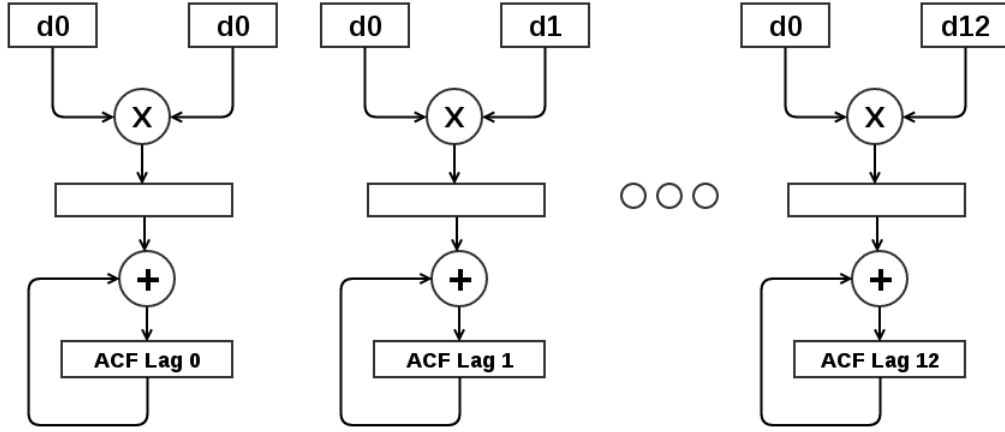 d0 d0 d0 d1 d0 d12
X X X
+ + +
ACF Lag 0 ACF Lag 1 ACF Lag 12